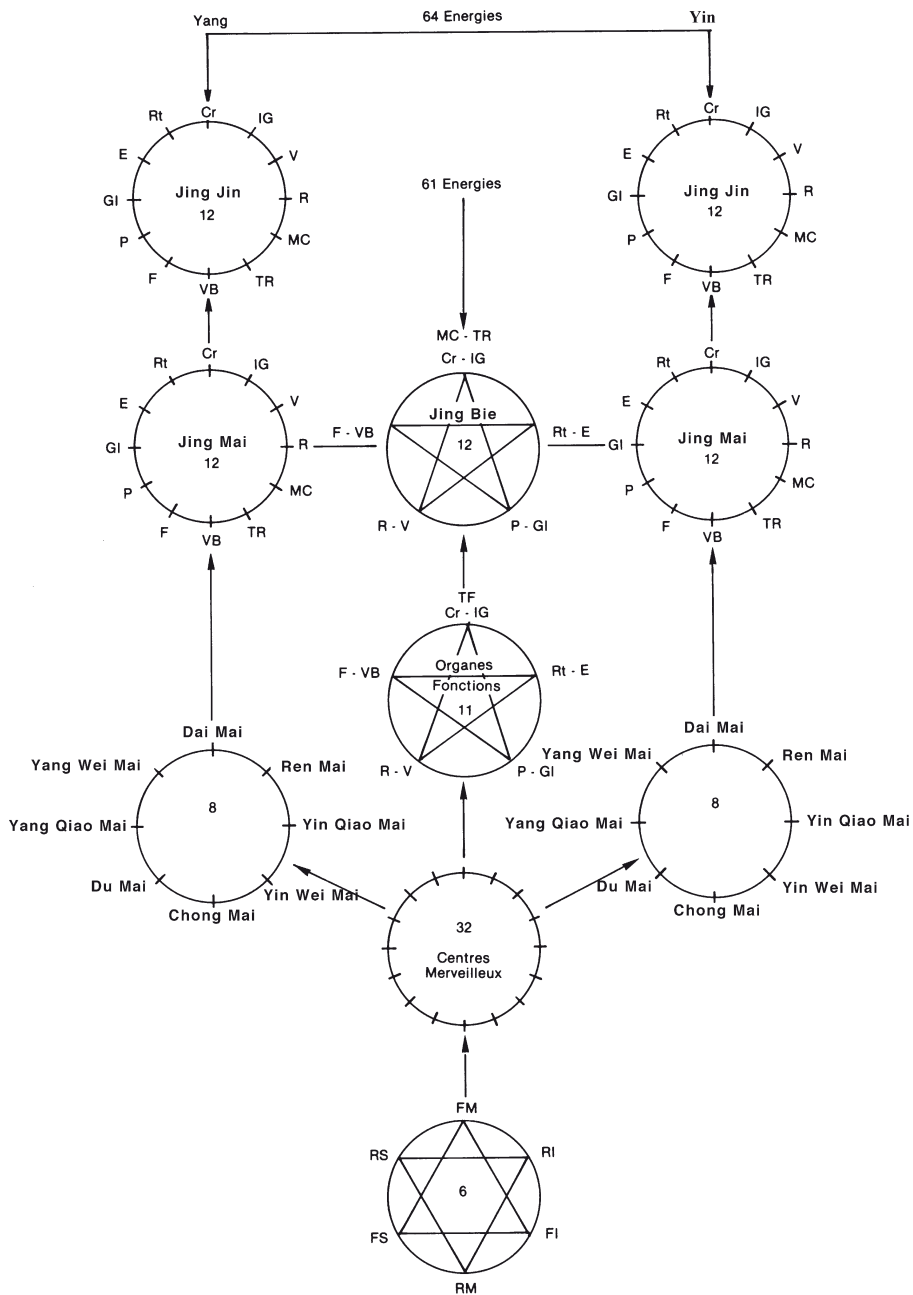 Yang 64 Energies Yin
Cr Cr
Rt IG Rt IG
E V E V
61 Energies
Jing Jin Jing Jin
GI R GI R
12 12
P MC P MC
F TR F TR
VB VB
MC - TR
Cr Cr - IG Cr
Rt IG Rt IG
E V E V
Jing Bie
F - VB Rt - E
Jing Mai 12 Jing Mai
GI R GI R
12 12
P MC P MC
F TR R - V P - GI F TR
VB VB
TF
Cr - IG
Organes
F - VB Rt - E
Fonctions
11
Dai Mai Dai Mai
Yang Wei Mai Ren Mai R - V P - GI Yang Wei Mai Ren Mai
8 8
Yang Qiao Mai Yin Qiao Mai Yang Qiao Mai Yin Qiao Mai
Du Mai Yin Wei Mai Du Mai Yin Wei Mai
Chong Mai Chong Mai
32
Centres
Merveilleux
FM
RS RI
6
FS FI
RM